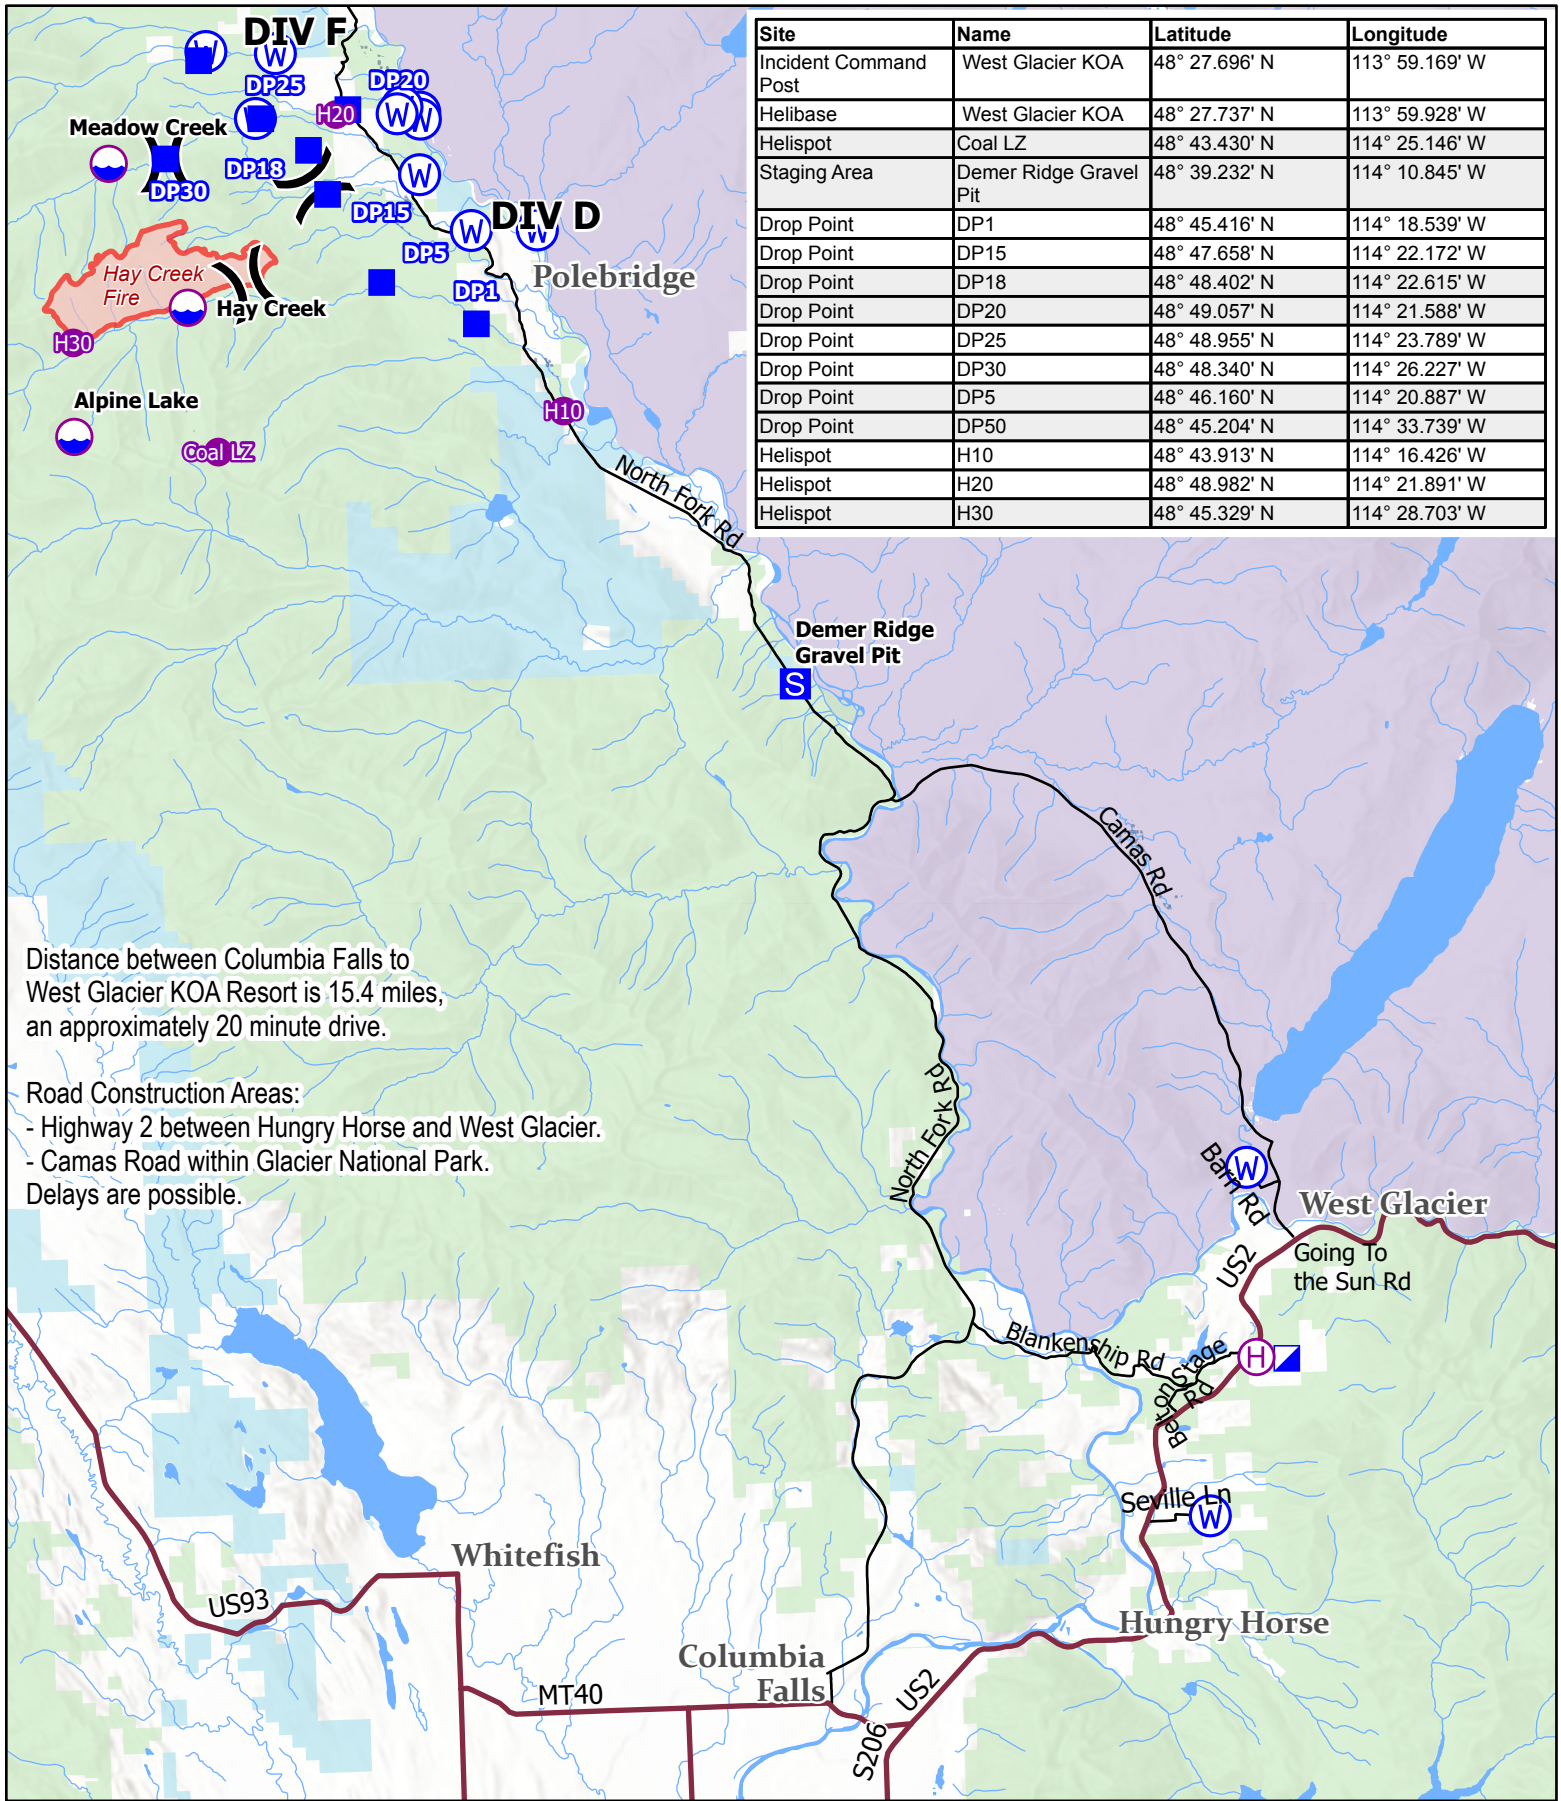 Site Name Latitude Longitude
Incident Command West Glacier KOA 48° 27.696' N 113° 59.169' W
Post
Helibase West Glacier KOA 48° 27.737' N 113° 59.928' W
Helispot Coal LZ 48° 43.430' N 114° 25.146' W
Staging Area Demer Ridge Gravel 48° 39.232' N 114° 10.845' W
Pit
Drop Point DP1 48° 45.416' N 114° 18.539' W
Drop Point DP15 48° 47.658' N 114° 22.172' W
Drop Point DP18 48° 48.402' N 114° 22.615' W
Drop Point DP20 48° 49.057' N 114° 21.588' W
Drop Point DP25 48° 48.955' N 114° 23.789' W
Drop Point DP30 48° 48.340' N 114° 26.227' W
Drop Point DP5 48° 46.160' N 114° 20.887' W
Drop Point DP50 48° 45.204' N 114° 33.739' W
Helispot H10 48° 43.913' N 114° 16.426' W
Helispot H20 48° 48.982' N 114° 21.891' W
Helispot H30 48° 45.329' N 114° 28.703' W
DIV F
W
W
DP25
DP20
H20
W
W
W
Meadow Creek
DP18
DP30
W
DP15
DIV D
W
W
DP5
Polebridge
Hay Creek
Fire
DP1
Hay Creek
H30
Alpine Lake
H10
Coal LZ
North Fork Rd
Demer Ridge
Gravel Pit
S
Camas Rd
Distance between Columbia Falls to
West Glacier KOA Resort is 15.4 miles,
an approximately 20 minute drive.
Road Construction Areas:
- Highway 2 between Hungry Horse and West Glacier.
- Camas Road within Glacier National Park.
Delays are possible.
North Fork Rd
Barn Rd
W
West Glacier
US2
Going To
the Sun Rd
Blankenship Rd
Belton Stage
Rd
H
Seville Ln
W
Whitefish
US93
Hungry Horse
Columbia
Falls
MT40
US2
S206